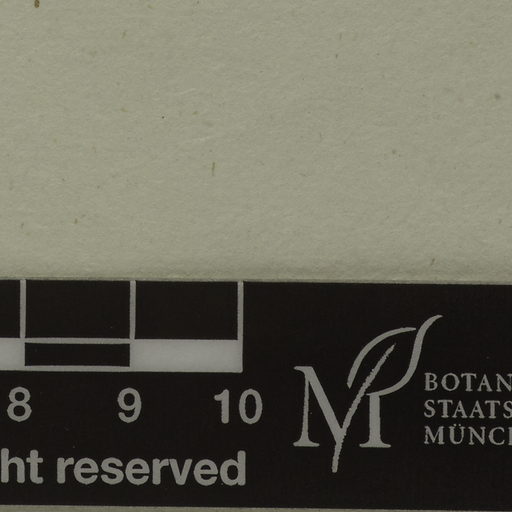 8 9 10
ht reserved
M
BOTAN
STAATS
MÜNCH